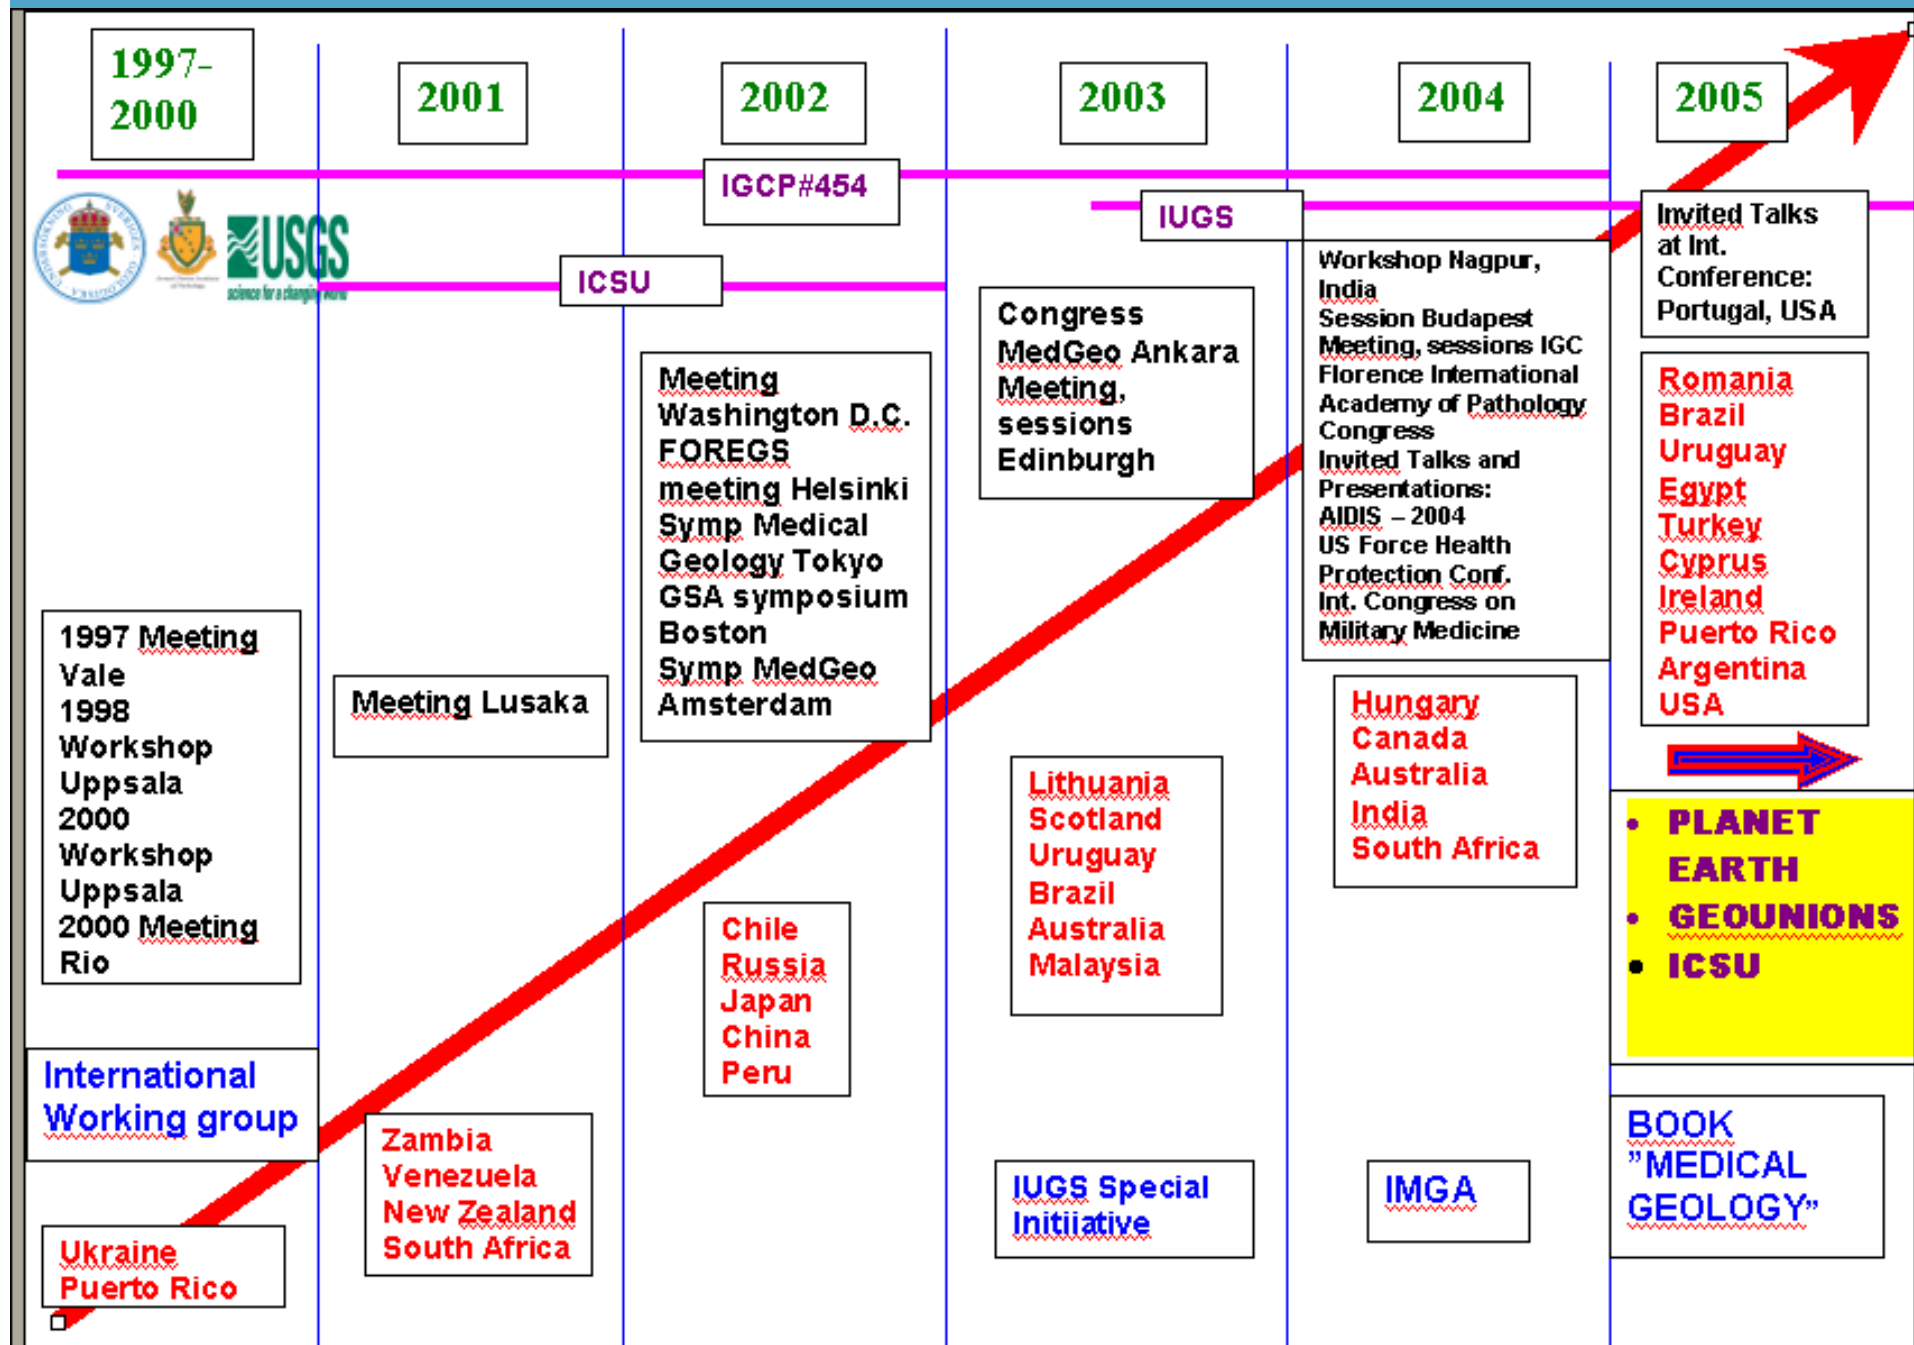 1997-
2000
2001
2002
2003
2004
2005
IGCP#454
IUGS
ICSU
USGS
science for a changing world
SVERIGES
UNDERSÖKNING
1997 Meeting
Vale
1998
Workshop
Uppsala
2000
Workshop
Uppsala
2000 Meeting
Rio
International
Working group
Ukraine
Puerto Rico
Meeting Lusaka
Zambia
Venezuela
New Zealand
South Africa
Meeting
Washington D.C.
FOREGS
meeting Helsinki
Symp Medical
Geology Tokyo
GSA symposium
Boston
Symp MedGeo
Amsterdam
Chile
Russia
Japan
China
Peru
Congress
MedGeo Ankara
Meeting,
sessions
Edinburgh
Lithuania
Scotland
Uruguay
Brazil
Australia
Malaysia
IUGS Special
Initiiative
Workshop Nagpur,
India
Session Budapest
Meeting, sessions IGC
Florence International
Academy of Pathology
Congress
Invited Talks and
Presentations:
AIDIS – 2004
US Force Health
Protection Conf.
Int. Congress on
Military Medicine
Hungary
Canada
Australia
India
South Africa
IMGA
Invited Talks
at Int.
Conference:
Portugal, USA
Romania
Brazil
Uruguay
Egypt
Turkey
Cyprus
Ireland
Puerto Rico
Argentina
USA
• PLANET
EARTH
• GEOUNIONS
• ICSU
BOOK
”MEDICAL
GEOLOGY”